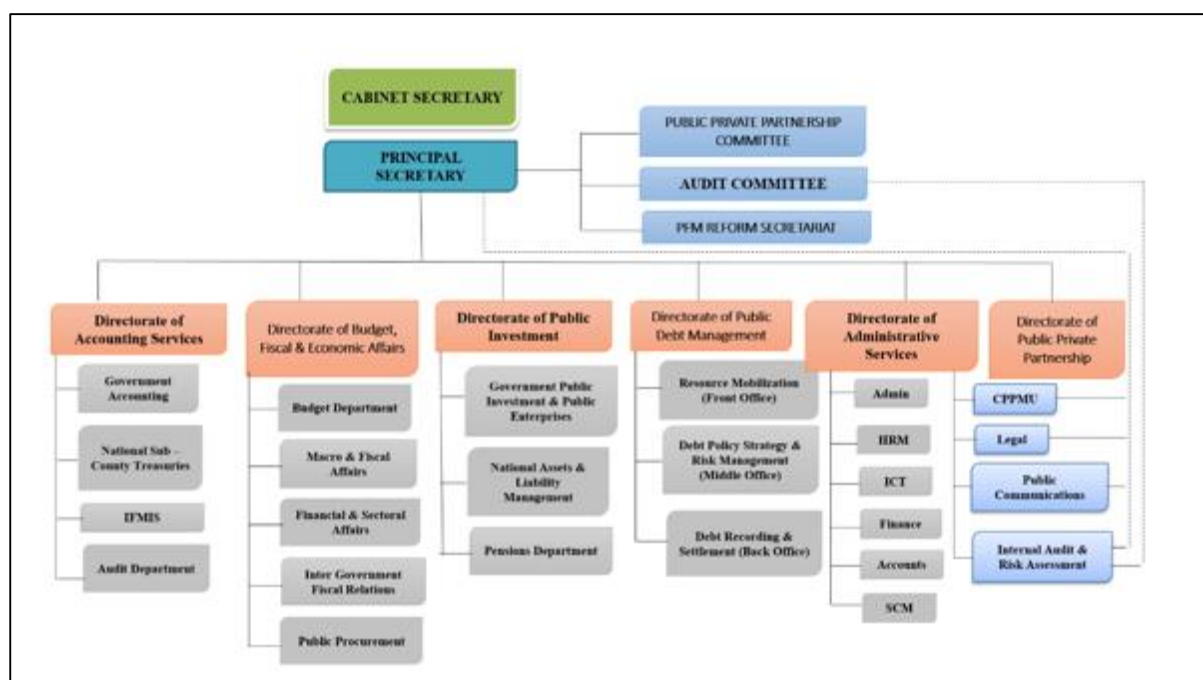 CABINET SECRETARY
PRINCIPAL
SECRETARY
PUBLIC PRIVATE PARTNERSHIP
COMMITTEE
AUDIT COMMITTEE
PFM REFORM SECRETARIAT
Directorate of
Accounting Services
Government
Accounting
National Sub –
County Treasuries
IFMIS
Audit Department
Directorate of Budget,
Fiscal & Economic Affairs
Budget Department
Macro & Fiscal
Affairs
Financial & Sectoral
Affairs
Inter Government
Fiscal Relations
Public Procurement
Directorate of Public
Investment
Government Public
Investment & Public
Enterprises
National Assets &
Liability
Management
Pensions Department
Directorate of Public
Debt Management
Resource Mobilization
(Front Office)
Debt Policy Strategy &
Risk Management
(Middle Office)
Debt Recording &
Settlement (Back Office)
Directorate of
Administrative
Services
Admin
HRM
ICT
Finance
Accounts
SCM
Directorate of
Public Private
Partnership
CPPMU
Legal
Public
Communications
Internal Audit &
Risk Assessment